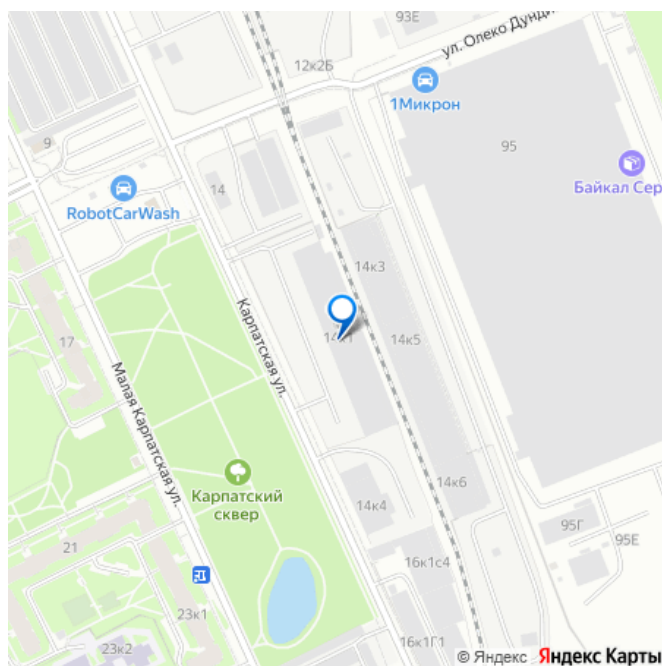 93Е
ул. Олеко Дунди
12к2Б
1Микрон
9
95
Байкал Сер
14
RobotCarWash
14к3
Карпатская ул.
14к1
14к5
17
Малая Карпатская ул.
Карпатский
сквер
14к6
14к4
95Г
95Е
21
16к1с4
23к1
23к2
16к1Г1
© Яндекс Яндекс Карты